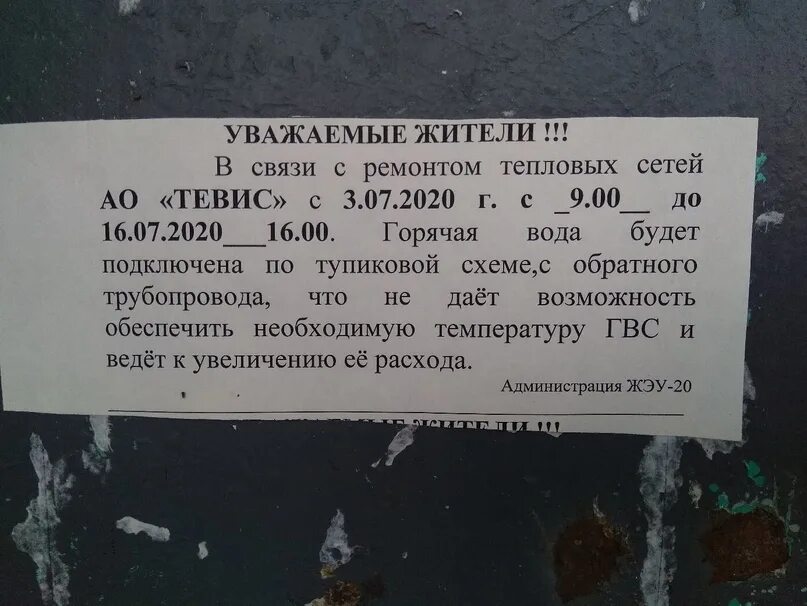 УВАЖАЕМЫЕ ЖИТЕЛИ !!!
В связи с ремонтом тепловых сетей
АО «ТЕВИС» с 3.07.2020 г. с _9.00__ до
16.07.2020___16.00. Горячая вода будет
подключена по тупиковой схеме,с обратного
трубопровода, что не даёт возможность
обеспечить необходимую температуру ГВС и
ведёт к увеличению её расхода.
Администрация ЖЭУ-20
ЖИТЕЛИ !!!